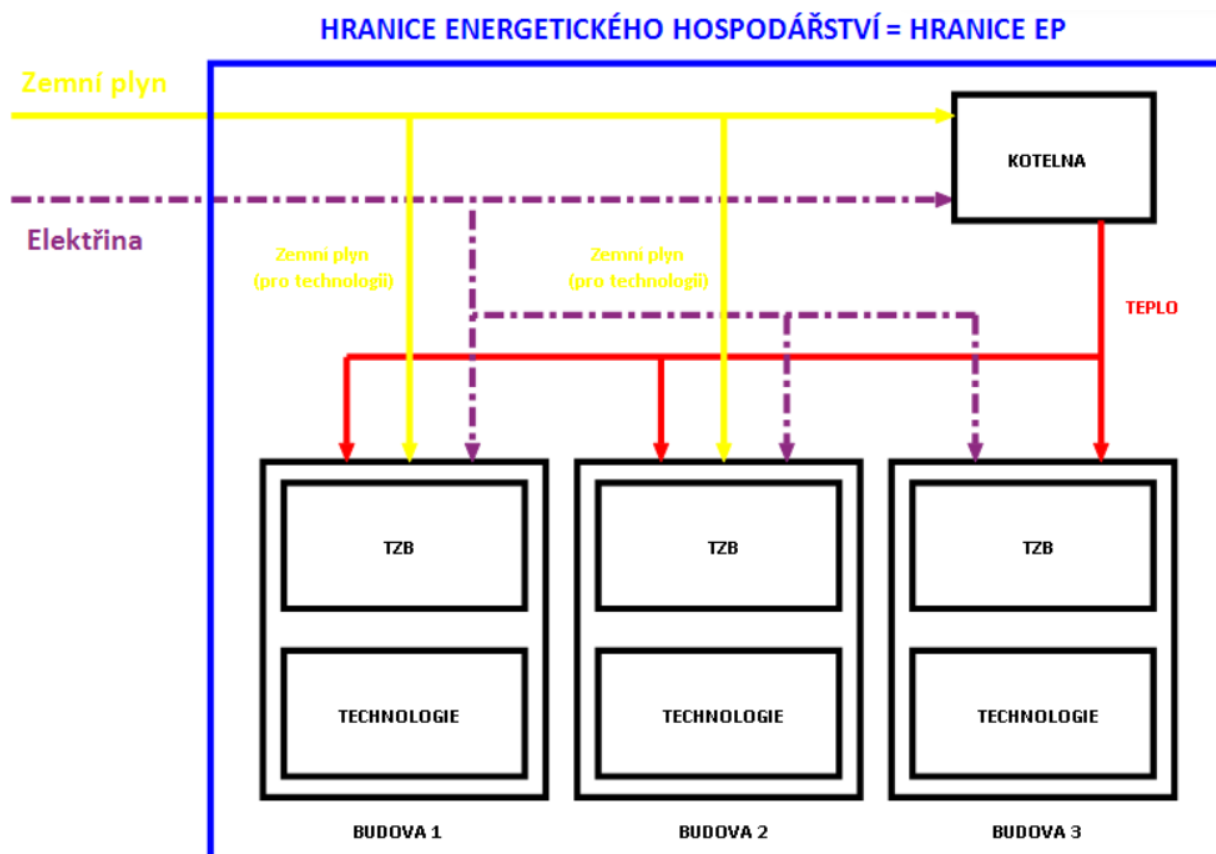 HRANICE ENERGETICKÉHO HOSPODÁŘSTVÍ = HRANICE EP
Zemní plyn
KOTELNA
Elektřina
Zemní plyn
(pro technologii)
Zemní plyn
(pro technologii)
TEPLO
TZB
TZB
TZB
TECHNOLOGIE
TECHNOLOGIE
TECHNOLOGIE
BUDOVA 1
BUDOVA 2
BUDOVA 3